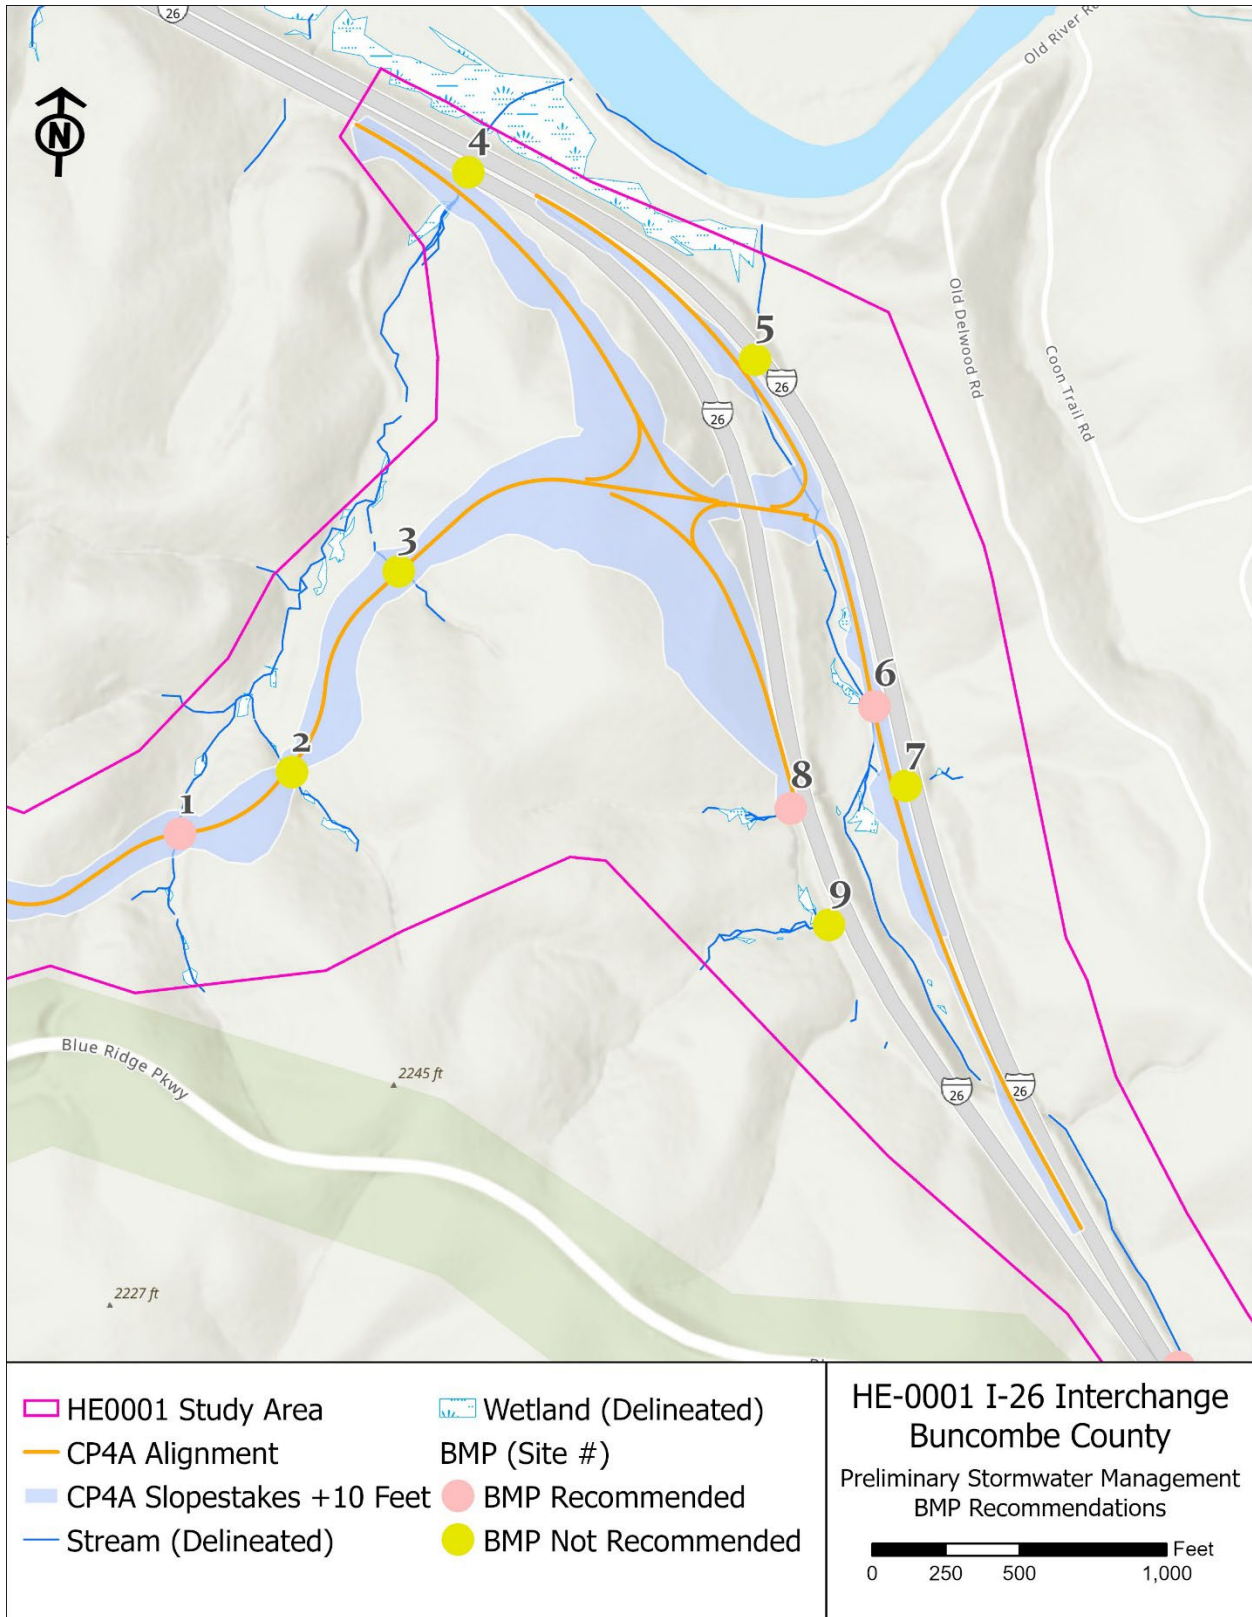 26
Old River Ro
N
4
Old Delwood Rd
Coon Trail Rd
5
26
26
3
6
2
7
8
1
9
Blue Ridge Pkwy
2245 ft
26
26
2227 ft
HE0001 Study Area
CP4A Alignment
CP4A Slopestakes +10 Feet
Stream (Delineated)
Wetland (Delineated)
BMP (Site #)
BMP Recommended
BMP Not Recommended
HE-0001 I-26 Interchange
Buncombe County
Preliminary Stormwater Management
BMP Recommendations
Feet
0 250 500 1,000